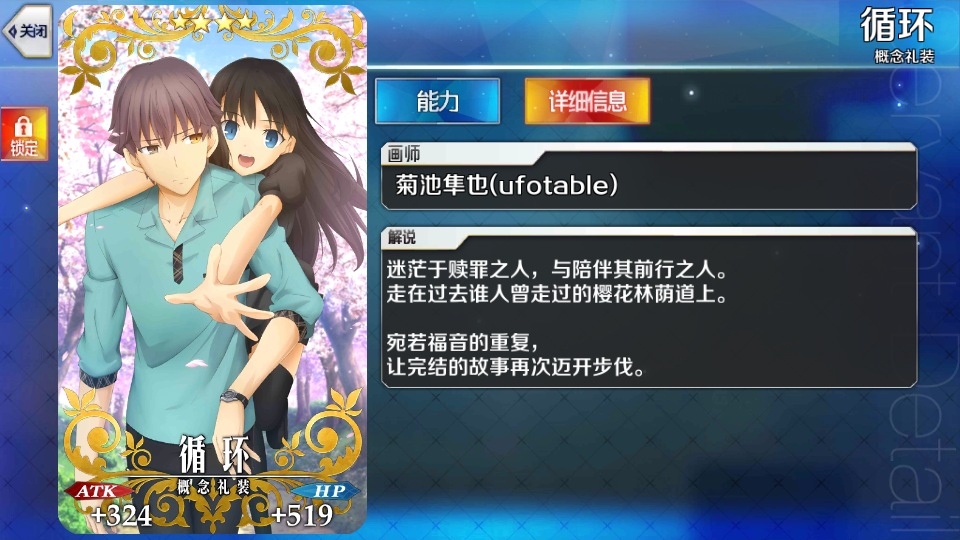 关闭
锁定
循环
概念礼装
ATK
+324
HP
+519
循环
概念礼装
能力
详细信息
画师
菊池隼也(ufotable)
解说
迷茫于赎罪之人，与陪伴其前行之人。
走在过去谁人曾走过的樱花林荫道上。
宛若福音的重复，
让完结的故事再次迈开步伐。
Servant Detail